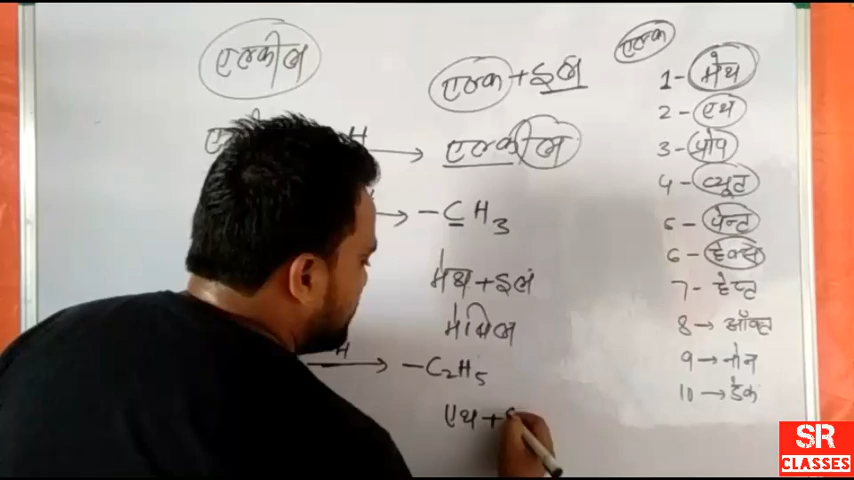 एल्कील
एल्क + इल
H
एल्कील
– CH3
मेथ + इल
मेथिल
H
– C2H5
एथ +
एल्क
1 - मेथ
2 - एथ
3 - प्रोप
4 - ब्यूट
5 - पेन्ट
6 - हेक्स
7 - हेप्ट
8 → ऑक्ट
9 → नोन
10 → डेक
SR
CLASSES